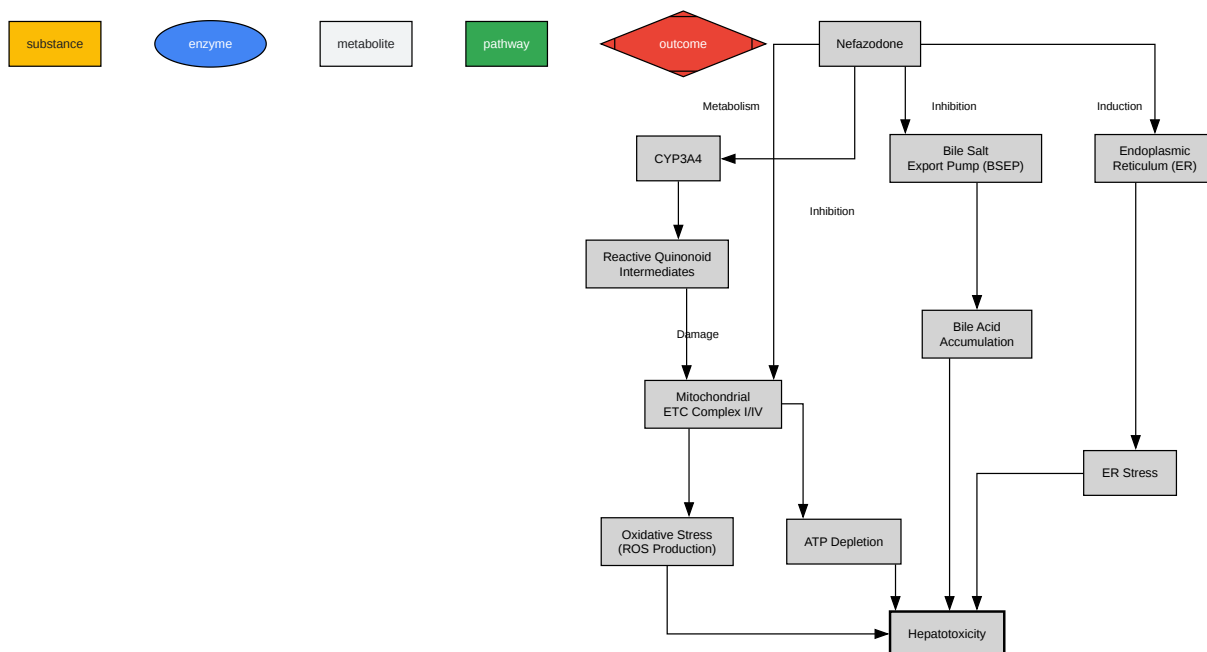 substance
enzyme
metabolite
pathway
outcome
Nefazodone
Metabolism
Inhibition
Induction
CYP3A4
Bile Salt
Export Pump (BSEP)
Endoplasmic
Reticulum (ER)
Inhibition
Reactive Quinonoid
Intermediates
Damage
Bile Acid
Accumulation
Mitochondrial
ETC Complex I/IV
ER Stress
Oxidative Stress
(ROS Production)
ATP Depletion
Hepatotoxicity